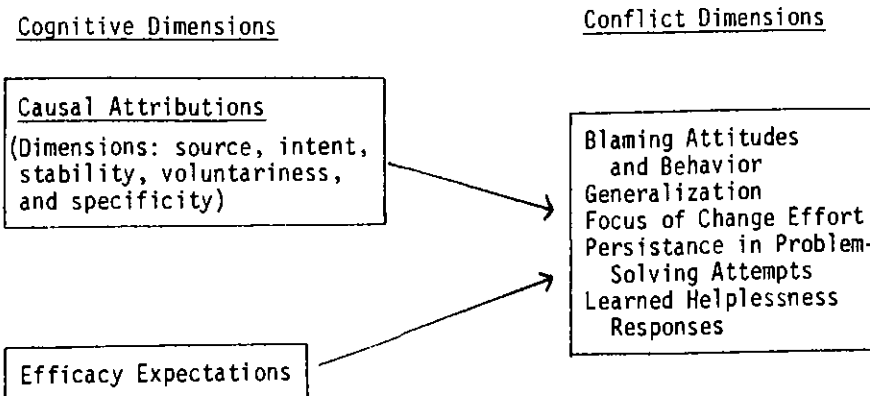 Cognitive Dimensions
Conflict Dimensions
Causal Attributions
(Dimensions: source, intent,
stability, voluntariness,
and specificity)
Blaming Attitudes
and Behavior
Generalization
Focus of Change Effort
Persistance in Problem-
Solving Attempts
Learned Helplessness
Responses
Efficacy Expectations